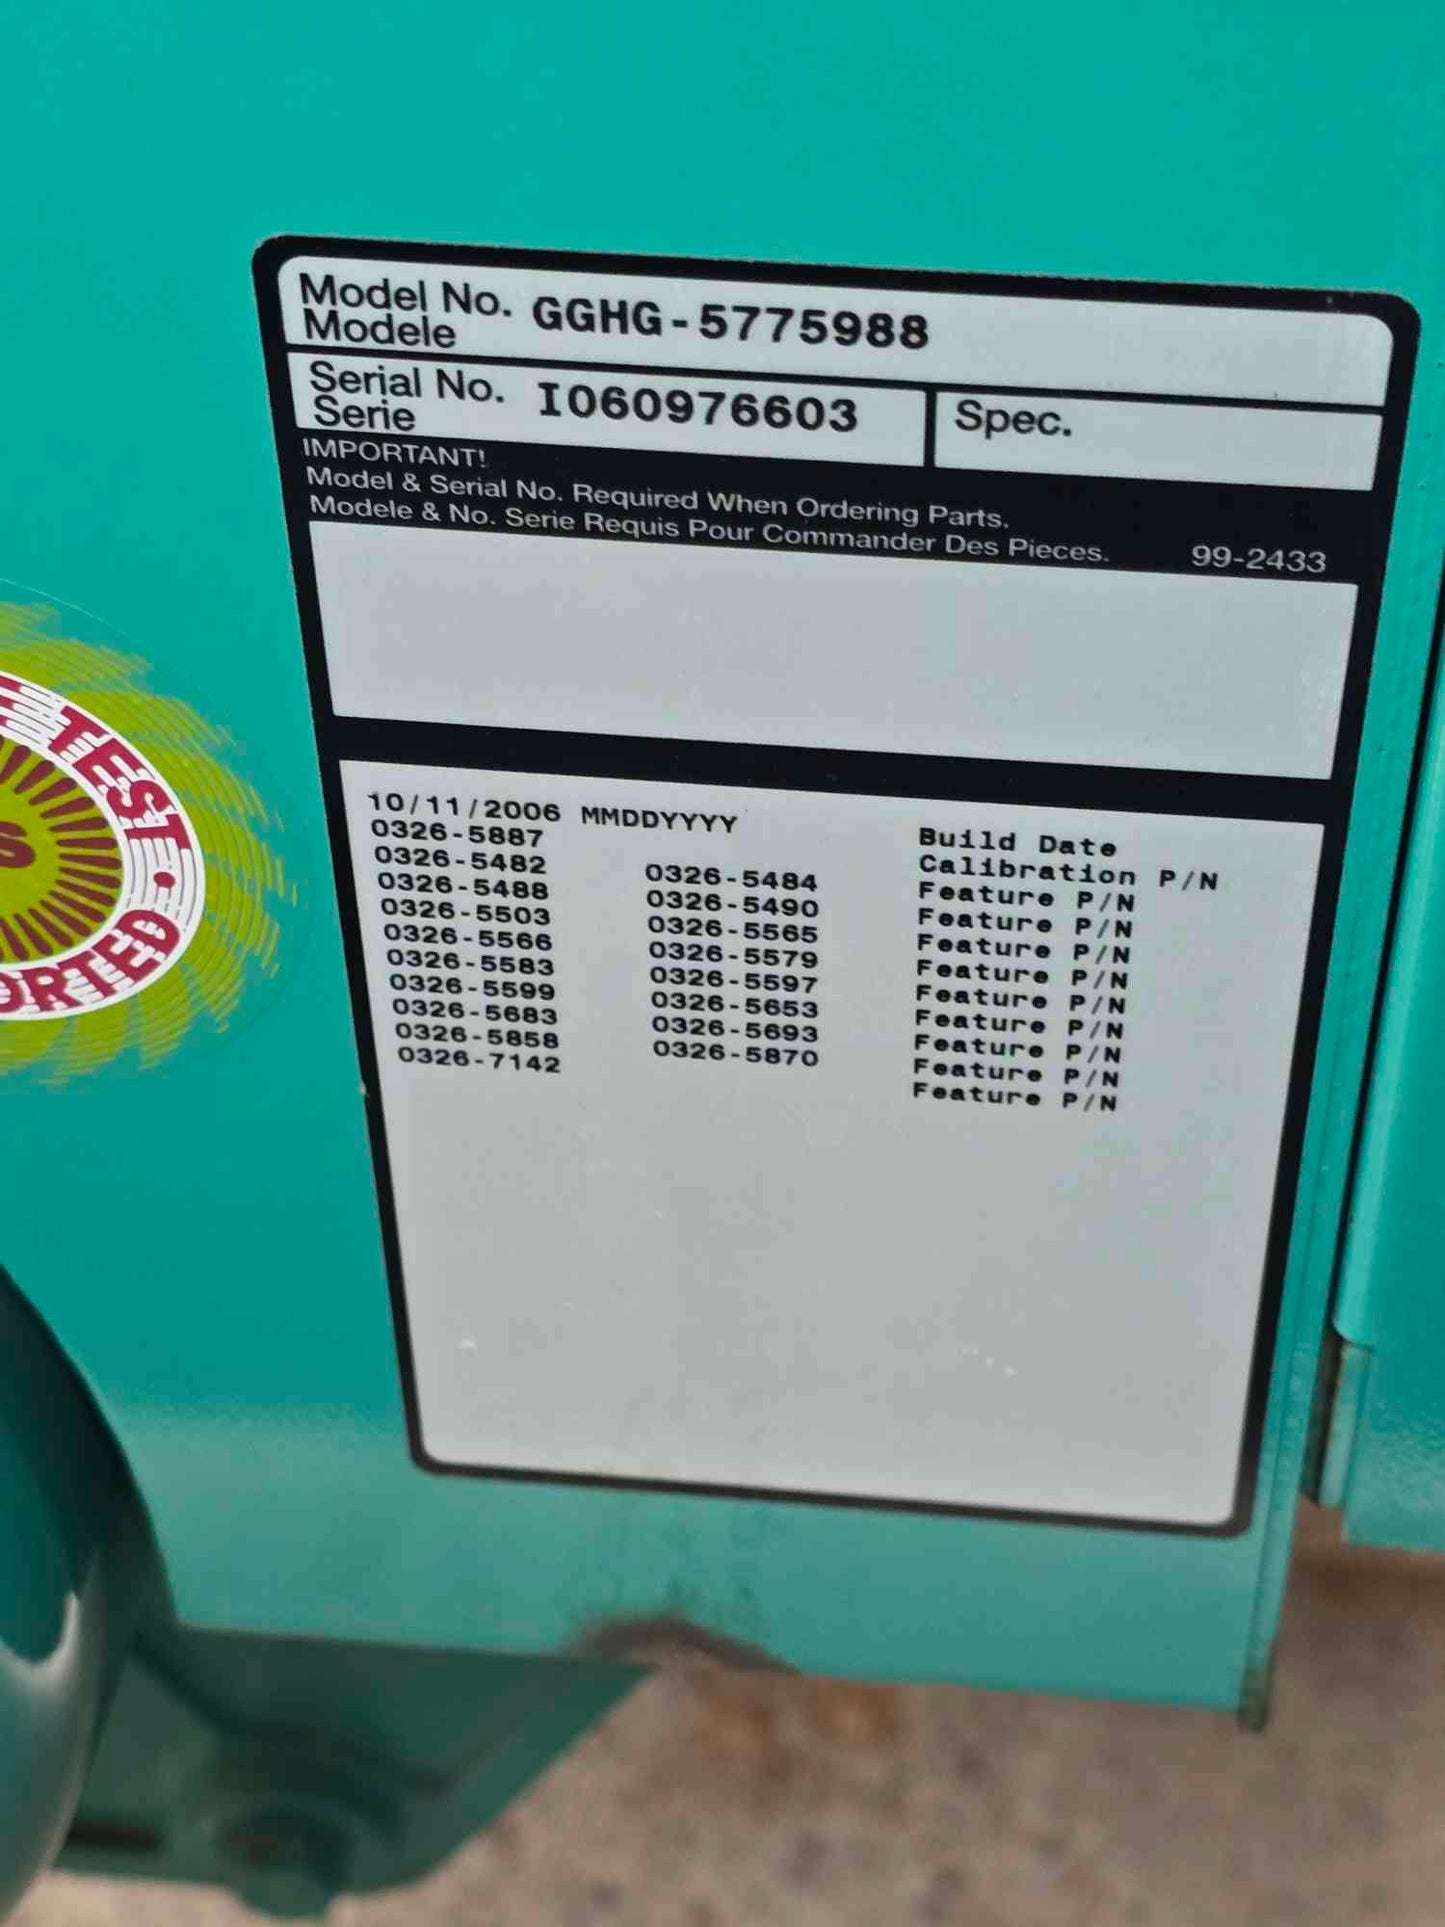 Model No. GGHG-5775988
Modele
Serial No. I060976603
Serie
Spec.
IMPORTANT!
Model & Serial No. Required When Ordering Parts.
Modele & No. Serie Requis Pour Commander Des Pieces. 99-2433
10/11/2006 MMDDYYYY Build Date
0326-5887 Calibration P/N
0326-5482 0326-5484 Feature P/N
0326-5488 0326-5490 Feature P/N
0326-5503 0326-5565 Feature P/N
0326-5566 0326-5579 Feature P/N
0326-5583 0326-5597 Feature P/N
0326-5599 0326-5653 Feature P/N
0326-5683 0326-5693 Feature P/N
0326-5858 0326-5870 Feature P/N
0326-7142 Feature P/N
TEST